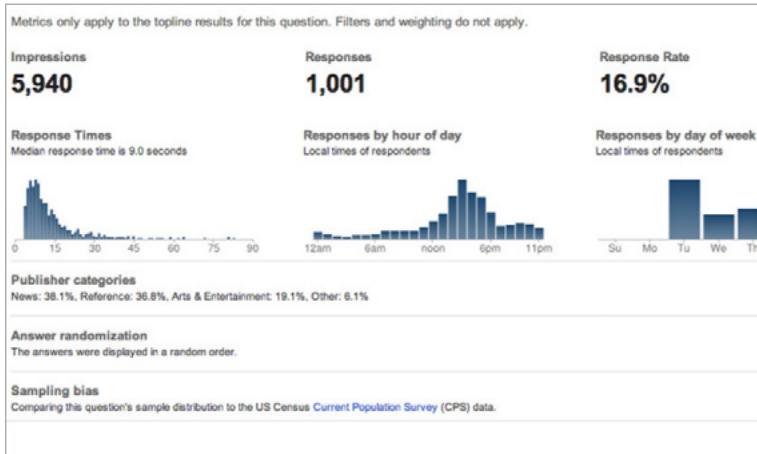 Metrics only apply to the topline results for this question. Filters and weighting do not apply.
Impressions
Responses
Response Rate
5,940
1,001
16.9%
Response Times
Responses by hour of day
Responses by day of week
Median response time is 9.0 seconds
Local times of respondents
Local times of respondents
0 15 30 45 60 75 90
12am 6am noon 6pm 11pm
Su Mo Tu We Th
Publisher categories
News: 38.1%, Reference: 36.8%, Arts & Entertainment: 19.1%, Other: 6.1%
Answer randomization
The answers were displayed in a random order.
Sampling bias
Comparing this question's sample distribution to the US Census Current Population Survey (CPS) data.